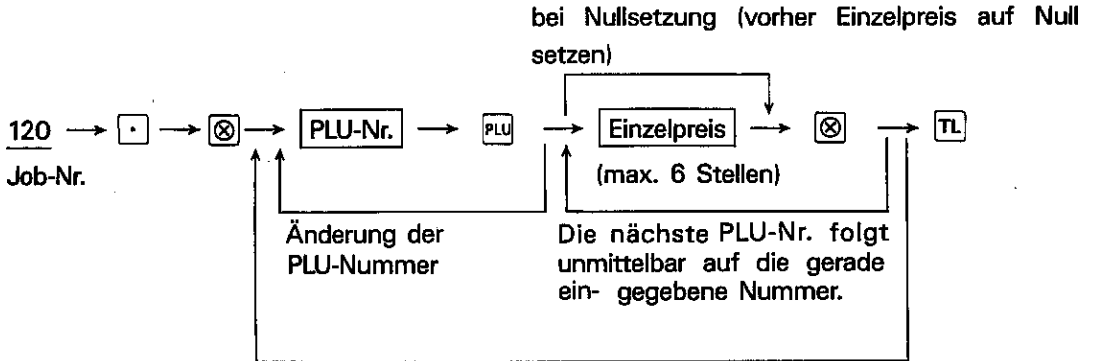 bei Nullsetzung (vorher Einzelpreis auf Null
setzen)
120 · ⊗ PLU-Nr. PLU Einzelpreis ⊗ TL
Job-Nr.
(max. 6 Stellen)
Änderung der
PLU-Nummer
Die nächste PLU-Nr. folgt
unmittelbar auf die gerade
ein- gegebene Nummer.